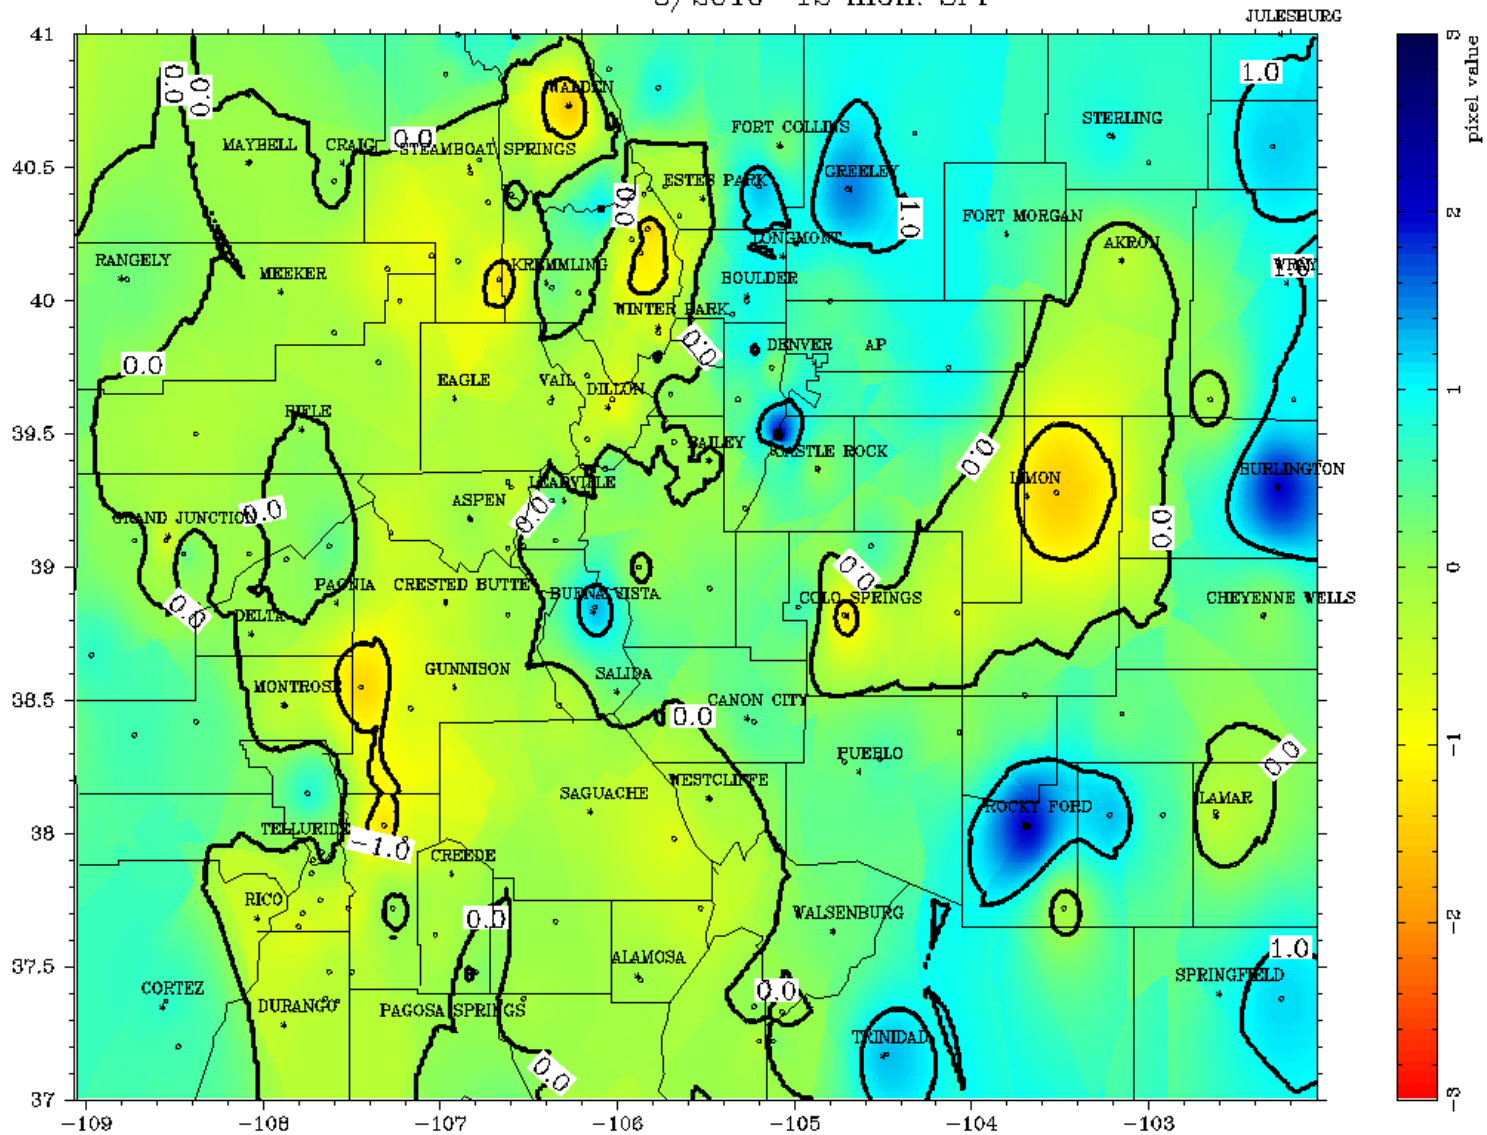 JULESBURG
41
3
1.0
0.0
0.0
WALDEN
2
pixel value
MAYBELL
CRAIG
0.0
STEAMBOAT SPRINGS
FORT COLLINS
STERLING
40.5
ESTES PARK
GREELEY
0.0
1.0
FORT MORGAN
AKRON
RANGELY
MEEKER
KREMMLING
LONGMONT
BOULDER
1.0
WRAY
40
WINTER PARK
0.0
0.0
DENVER
AP
EAGLE
VAIL
DILLON
1
RIFLE
39.5
BAILEY
CASTLE ROCK
0.0
LIMON
BURLINGTON
ASPEN
LEADVILLE
GRAND JUNCTION
0.0
0.0
0.0
39
0.0
PAONIA
CRESTED BUTTE
BUENA VISTA
COLO SPRINGS
CHEYENNE WELLS
0
0.0
DELTA
MONTROSE
GUNNISON
SALIDA
38.5
CANON CITY
0.0
PUEBLO
0.0
-1
SAGUACHE
WESTCLIFFE
ROCKY FORD
LAMAR
38
TELLURIDE
-1.0
CREEDE
RICO
0.0
WALSENBURG
-2
37.5
ALAMOSA
1.0
CORTEZ
DURANGO
PAGOSA SPRINGS
0.0
SPRINGFIELD
TRINIDAD
0.0
37
-3
-109
-108
-107
-106
-105
-104
-103